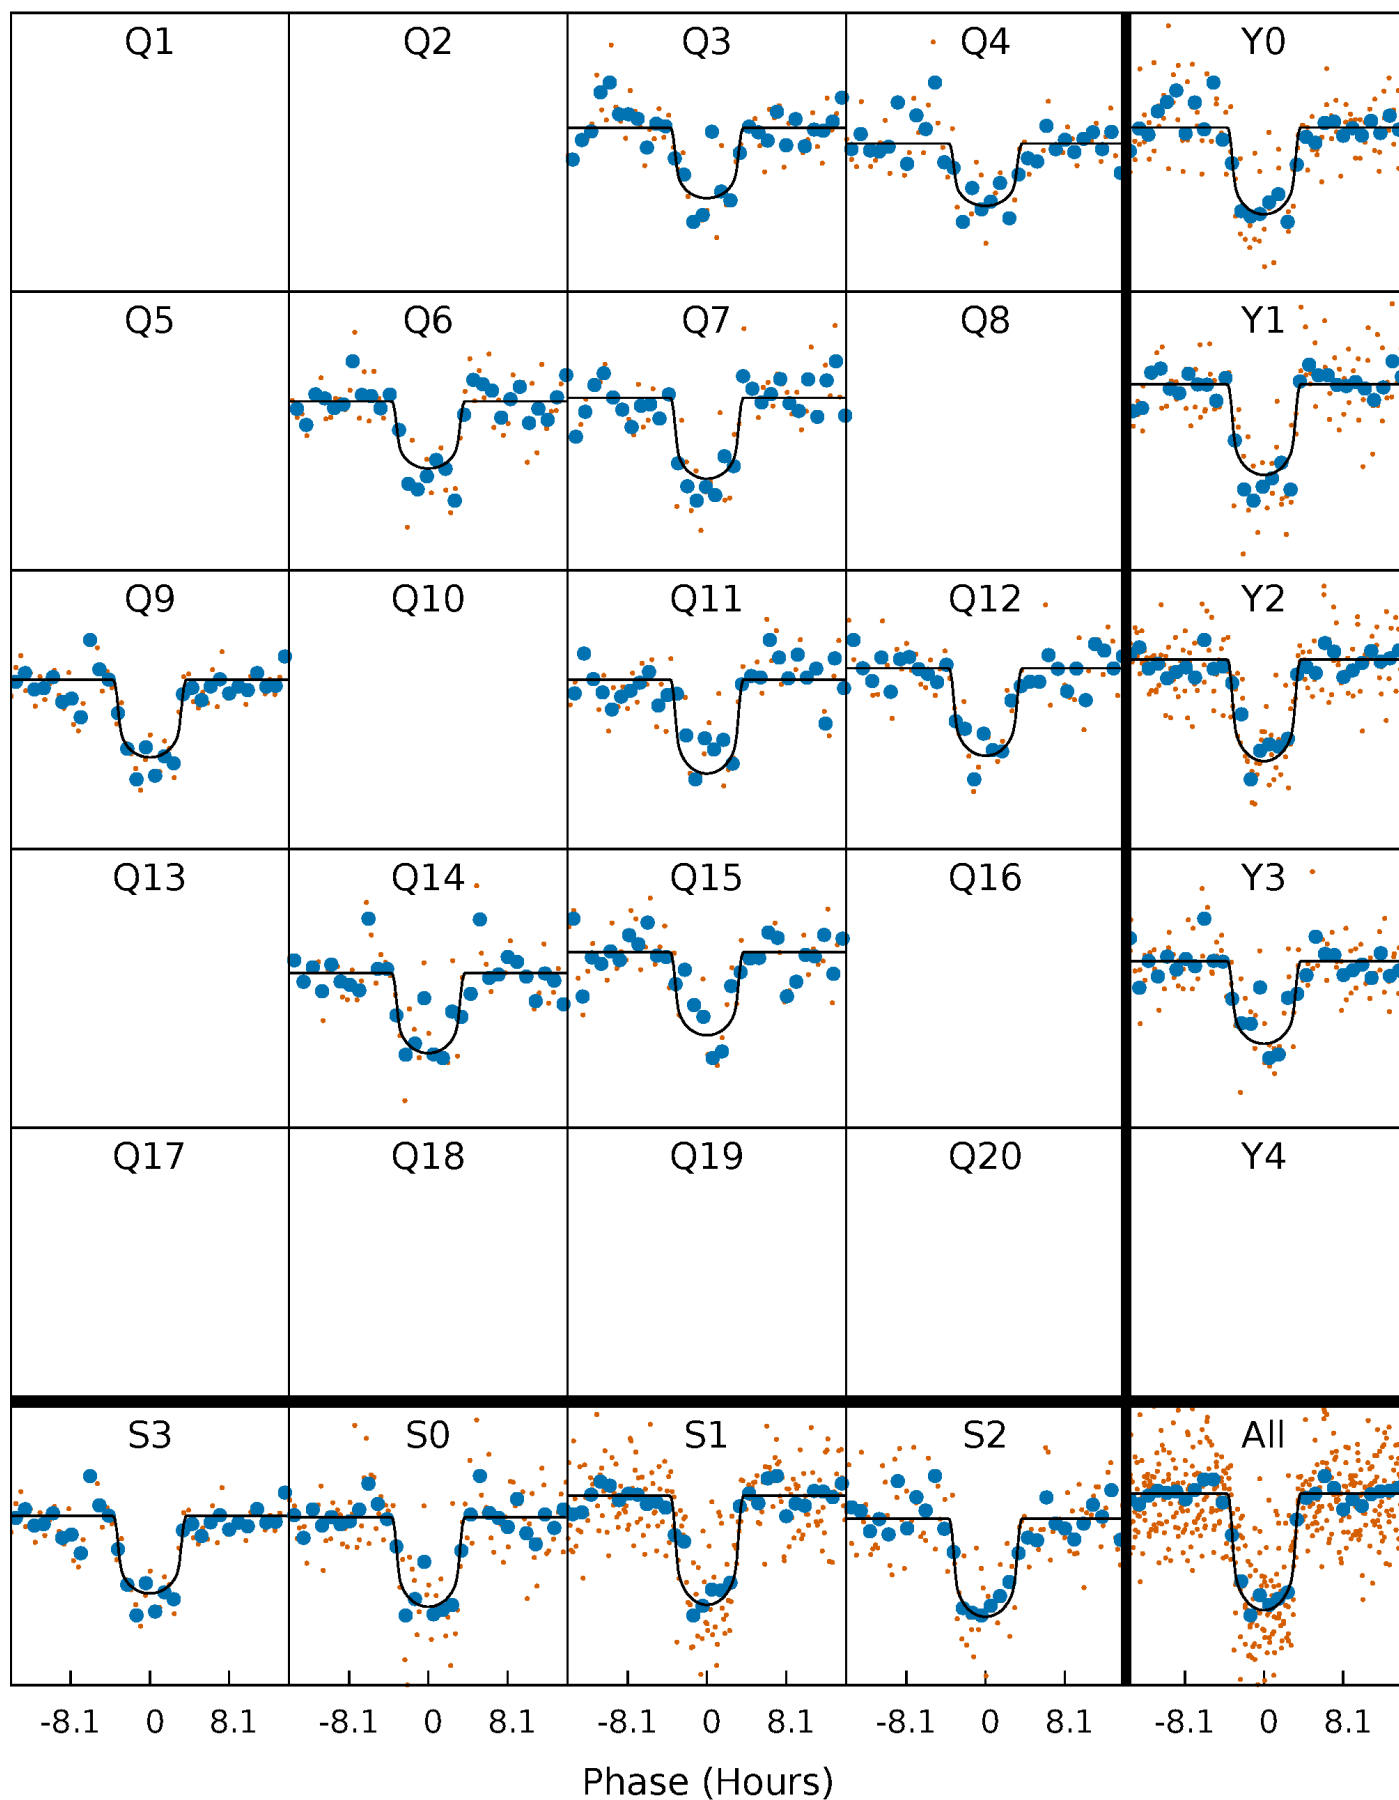 Q1 Q2 Q3 Q4 Y0
Q5 Q6 Q7 Q8 Y1
Q9 Q10 Q11 Q12 Y2
Q13 Q14 Q15 Q16 Y3
Q17 Q18 Q19 Q20 Y4
S3 S0 S1 S2 All
-8.1 0 8.1 -8.1 0 8.1 -8.1 0 8.1 -8.1 0 8.1 -8.1 0 8.1
Phase (Hours)